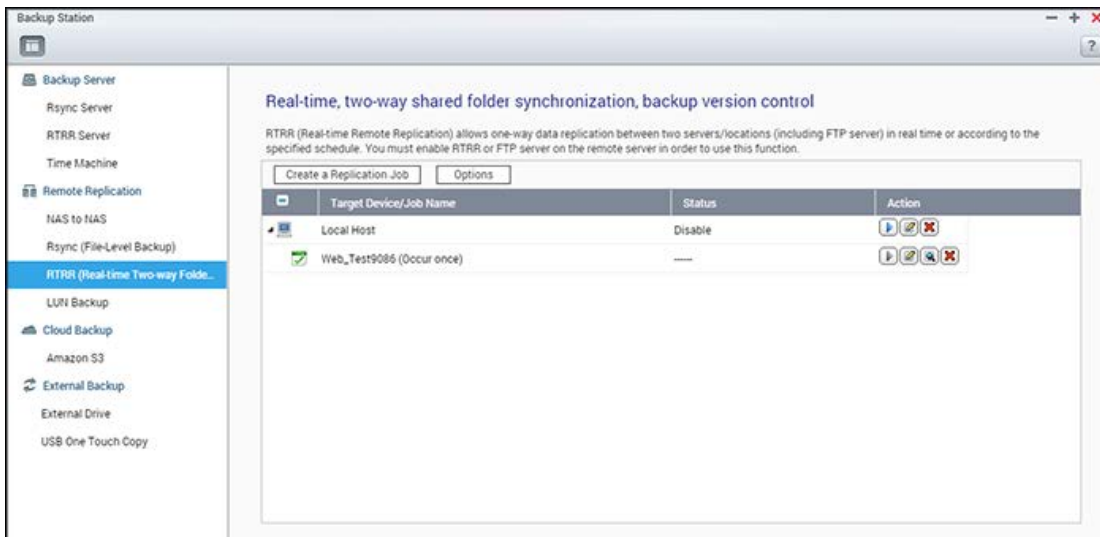 Backup Station
Backup Server
Rsync Server
RTRR Server
Time Machine
Remote Replication
NAS to NAS
Rsync (File-Level Backup)
RTRR (Real-time Two-way Folde...
LUN Backup
Cloud Backup
Amazon S3
External Backup
External Drive
USB One Touch Copy
Real-time, two-way shared folder synchronization, backup version control
RTRR (Real-time Remote Replication) allows one-way data replication between two servers/locations (including FTP server) in real time or according to the
specified schedule. You must enable RTRR or FTP server on the remote server in order to use this function.
Create a Replication Job Options
Target Device/Job Name Status Action
Local Host Disable
Web_Test9086 (Occur once) -----